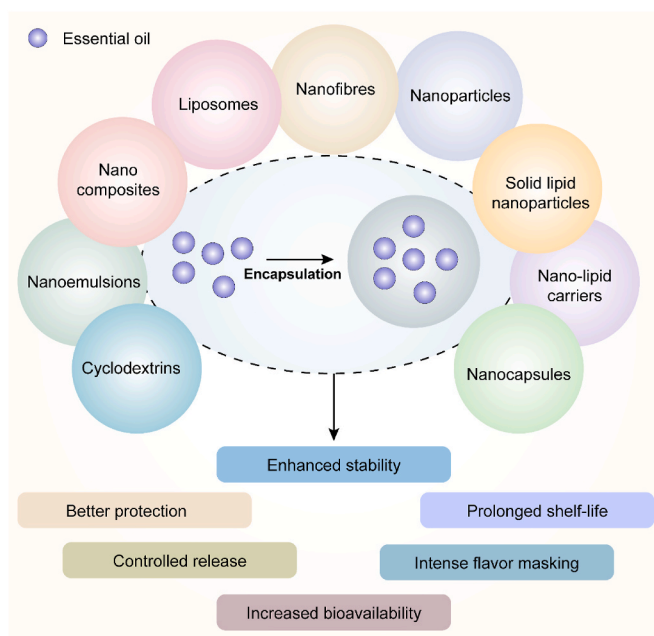 Essential oil
Liposomes
Nanofibres
Nanoparticles
Nano
composites
Solid lipid
nanoparticles
Nanoemulsions
Encapsulation
Nano-lipid
carriers
Cyclodextrins
Nanocapsules
Enhanced stability
Better protection
Prolonged shelf-life
Controlled release
Intense flavor masking
Increased bioavailability